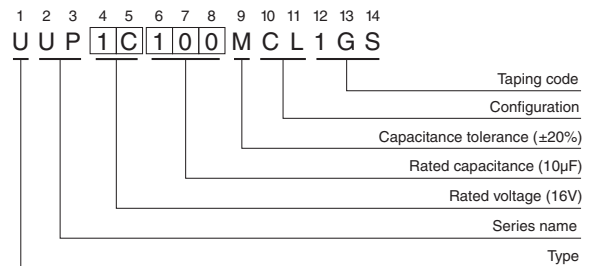 1 2 3 4 5 6 7 8 9 10 11 12 13 14
U U P 1 C 1 0 0 M C L 1 G S
Taping code
Configuration
Capacitance tolerance (±20%)
Rated capacitance (10µF)
Rated voltage (16V)
Series name
Type